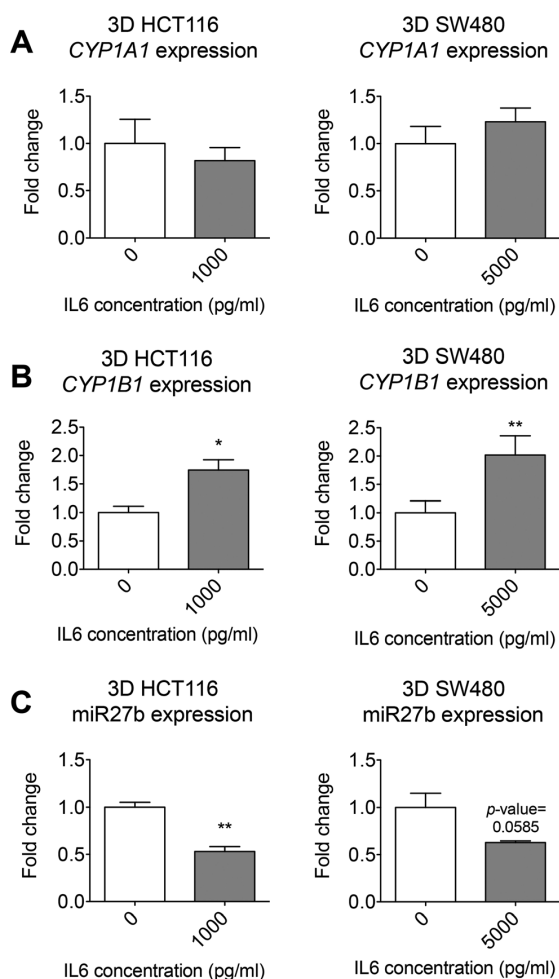 A
3D HCT116
CYP1A1 expression
Fold change
1.5
1.0
0.5
0.0
0
1000
IL6 concentration (pg/ml)
3D SW480
CYP1A1 expression
Fold change
1.5
1.0
0.5
0.0
0
5000
IL6 concentration (pg/ml)
B
3D HCT116
CYP1B1 expression
Fold change
2.5
2.0
1.5
1.0
0.5
0.0
*
0
1000
IL6 concentration (pg/ml)
3D SW480
CYP1B1 expression
Fold change
2.5
2.0
1.5
1.0
0.5
0.0
**
0
5000
IL6 concentration (pg/ml)
C
3D HCT116
miR27b expression
Fold change
1.5
1.0
0.5
0.0
**
0
1000
IL6 concentration (pg/ml)
3D SW480
miR27b expression
Fold change
1.5
1.0
0.5
0.0
p-value=
0.0585
0
5000
IL6 concentration (pg/ml)